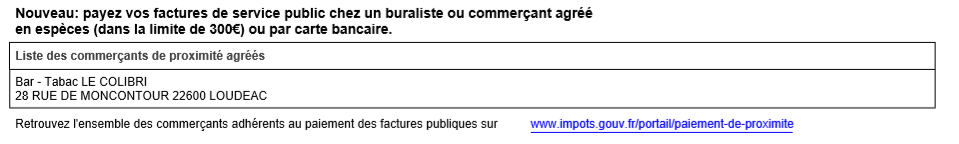 Nouveau: payez vos factures de service public chez un buraliste ou commerçant agréé
en espèces (dans la limite de 300€) ou par carte bancaire.
Liste des commerçants de proximité agréés
Bar - Tabac LE COLIBRI
28 RUE DE MONCONTOUR 22600 LOUDEAC
Retrouvez l'ensemble des commerçants adhérents au paiement des factures publiques sur www.impots.gouv.fr/portail/paiement-de-proximite